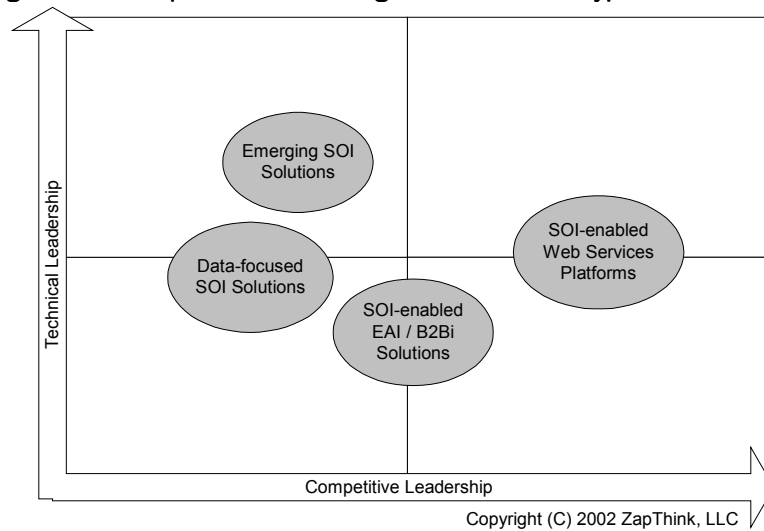 Emerging SOI
Solutions
SOI-enabled
Web Services
Platforms
Data-focused
SOI Solutions
SOI-enabled
EAI / B2Bi
Solutions
Technical Leadership
Competitive Leadership
Copyright (C) 2002 ZapThink, LLC